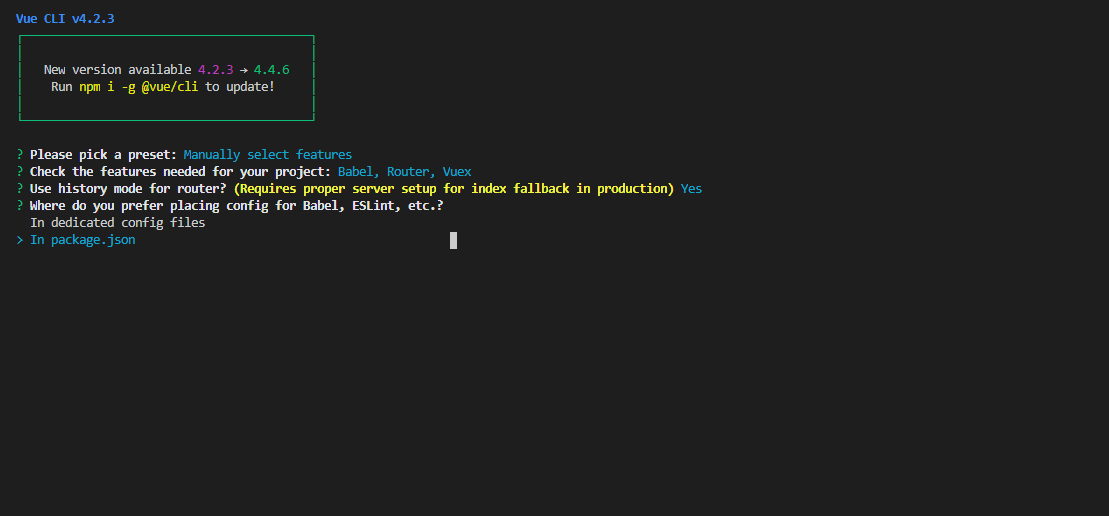 Vue CLI v4.2.3
New version available 4.2.3 → 4.4.6
Run npm i -g @vue/cli to update!
? Please pick a preset: Manually select features
? Check the features needed for your project: Babel, Router, Vuex
? Use history mode for router? (Requires proper server setup for index fallback in production) Yes
? Where do you prefer placing config for Babel, ESLint, etc.?
In dedicated config files
> In package.json